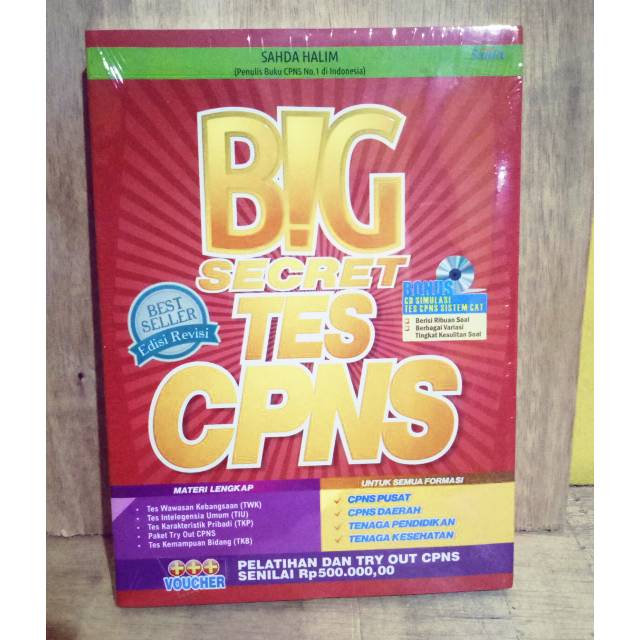 SAHDA HALIM
(Penulis Buku CPNS No.1 di Indonesia)
B!G
SECRET
TES
CPNS
BEST
SELLER
Edisi Revisi
BONUS
CD SIMULASI
TES CPNS SISTEM CAT
Berisi Ribuan Soal
Berbagai Variasi
Tingkat Kesulitan Soal
MATERI LENGKAP
• Tes Wawasan Kebangsaan (TWK)
• Tes Intelegensia Umum (TIU)
• Tes Karakteristik Pribadi (TKP)
• Paket Try Out CPNS
• Tes Kemampuan Bidang (TKB)
UNTUK SEMUA FORMASI
✓ CPNS PUSAT
✓ CPNS DAERAH
✓ TENAGA PENDIDIKAN
✓ TENAGA KESEHATAN
+++
VOUCHER
PELATIHAN DAN TRY OUT CPNS
SENILAI Rp500.000,00